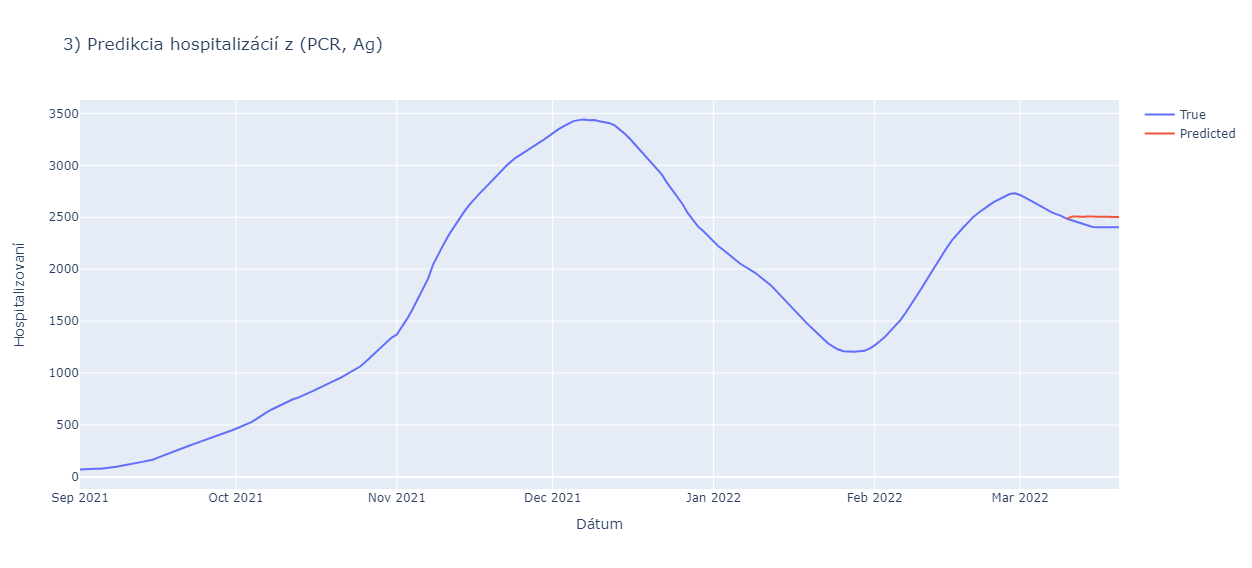 3) Predikcia hospitalizácií z (PCR, Ag)
True
Predicted
3500
3000
2500
2000
1500
1000
500
0
Hospitalizovaní
Sep 2021 Oct 2021 Nov 2021 Dec 2021 Jan 2022 Feb 2022 Mar 2022
Dátum